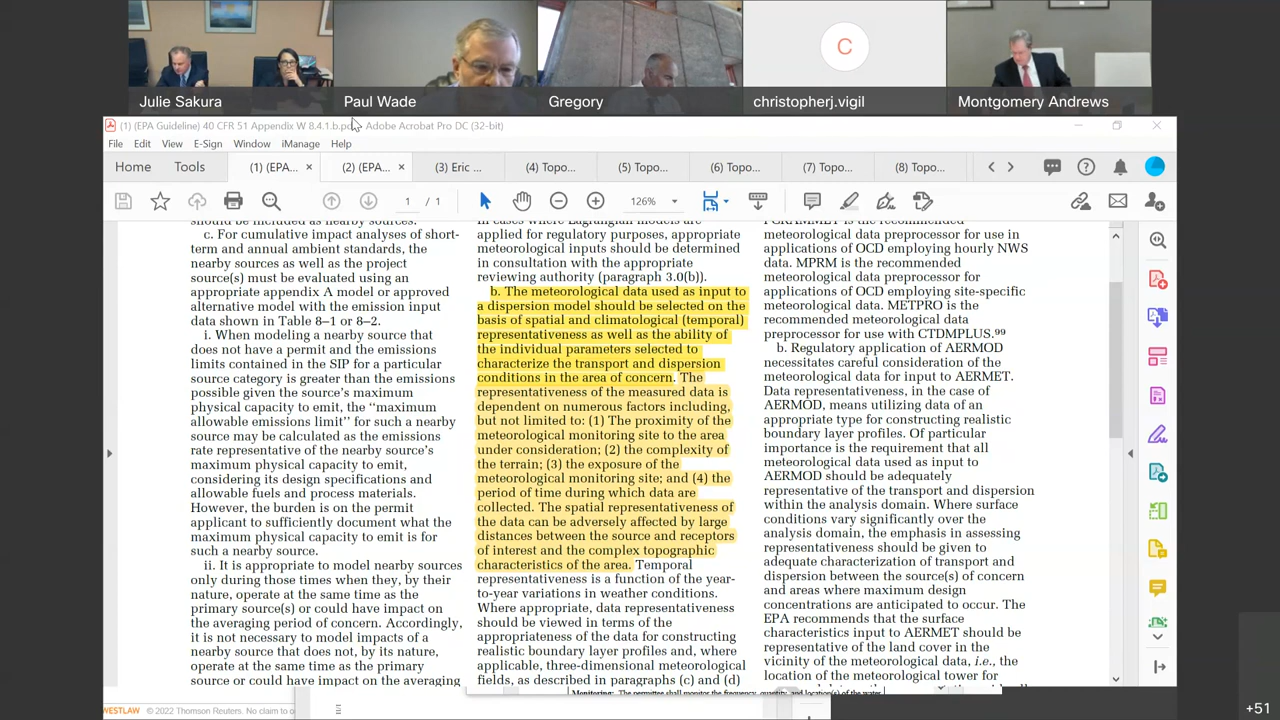 Julie Sakura
Paul Wade
Gregory
C
christopherj.vigil
Montgomery Andrews
(1) (EPA Guideline) 40 CFR 51 Appendix W 8.4.1.b.pd
Adobe Acrobat Pro DC (32-bit)
File Edit View E-Sign Window iManage Help
Home
Tools
(1) (EPA...
(2) (EPA...
(3) Eric ...
(4) Topo...
(5) Topo...
(6) Topo...
(7) Topo...
(8) Topo...
1 / 1
126%
should be included as nearby sources.
c. For cumulative impact analyses of short-
term and annual ambient standards, the
nearby sources as well as the project
source(s) must be evaluated using an
appropriate appendix A model or approved
alternative model with the emission input
data shown in Table 8–1 or 8–2.
i. When modeling a nearby source that
does not have a permit and the emissions
limits contained in the SIP for a particular
source category is greater than the emissions
possible given the source's maximum
physical capacity to emit, the ‘‘maximum
allowable emissions limit’’ for such a nearby
source may be calculated as the emissions
rate representative of the nearby source's
maximum physical capacity to emit,
considering its design specifications and
allowable fuels and process materials.
However, the burden is on the permit
applicant to sufficiently document what the
maximum physical capacity to emit is for
such a nearby source.
ii. It is appropriate to model nearby sources
only during those times when they, by their
nature, operate at the same time as the
primary source(s) or could have impact on
the averaging period of concern. Accordingly,
it is not necessary to model impacts of a
nearby source that does not, by its nature,
operate at the same time as the primary
source or could have impact on the averaging
in cases where Lagrangian models are
applied for regulatory purposes, appropriate
meteorological inputs should be determined
in consultation with the appropriate
reviewing authority (paragraph 3.0(b)).
b. The meteorological data used as input to
a dispersion model should be selected on the
basis of spatial and climatological (temporal)
representativeness as well as the ability of
the individual parameters selected to
characterize the transport and dispersion
conditions in the area of concern. The
representativeness of the measured data is
dependent on numerous factors including,
but not limited to: (1) The proximity of the
meteorological monitoring site to the area
under consideration; (2) the complexity of
the terrain; (3) the exposure of the
meteorological monitoring site; and (4) the
period of time during which data are
collected. The spatial representativeness of
the data can be adversely affected by large
distances between the source and receptors
of interest and the complex topographic
characteristics of the area. Temporal
representativeness is a function of the year-
to-year variations in weather conditions.
Where appropriate, data representativeness
should be viewed in terms of the
appropriateness of the data for constructing
realistic boundary layer profiles and, where
applicable, three-dimensional meteorological
fields, as described in paragraphs (c) and (d)
is the recommended
meteorological data preprocessor for use in
applications of OCD employing hourly NWS
data. MPRM is the recommended
meteorological data preprocessor for
applications of OCD employing site-specific
meteorological data. METPRO is the
recommended meteorological data
preprocessor for use with CTDMPLUS.99
b. Regulatory application of AERMOD
necessitates careful consideration of the
meteorological data for input to AERMET.
Data representativeness, in the case of
AERMOD, means utilizing data of an
appropriate type for constructing realistic
boundary layer profiles. Of particular
importance is the requirement that all
meteorological data used as input to
AERMOD should be adequately
representative of the transport and dispersion
within the analysis domain. Where surface
conditions vary significantly over the
analysis domain, the emphasis in assessing
representativeness should be given to
adequate characterization of transport and
dispersion between the source(s) of concern
and areas where maximum design
concentrations are anticipated to occur. The
EPA recommends that the surface
characteristics input to AERMET should be
representative of the land cover in the
vicinity of the meteorological data, i.e., the
location of the meteorological tower for
Monitoring: The permittee shall monitor the frequency, quantity, and location(s) of the water
WESTLAW © 2022 Thomson Reuters. No claim to o
+51